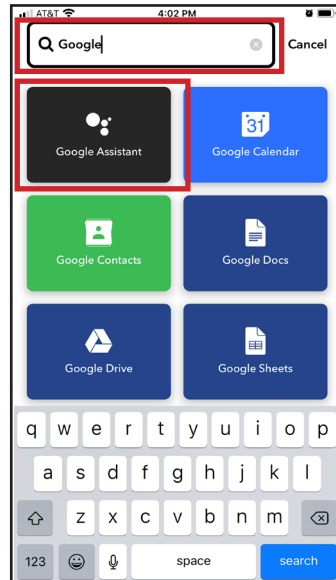 AT&T 4:02 PM
Google Cancel
Google Assistant
31
Google Calendar
Google Contacts
Google Docs
Google Drive
Google Sheets
q w e r t y u i o p
a s d f g h j k l
z x c v b n m
123 space search